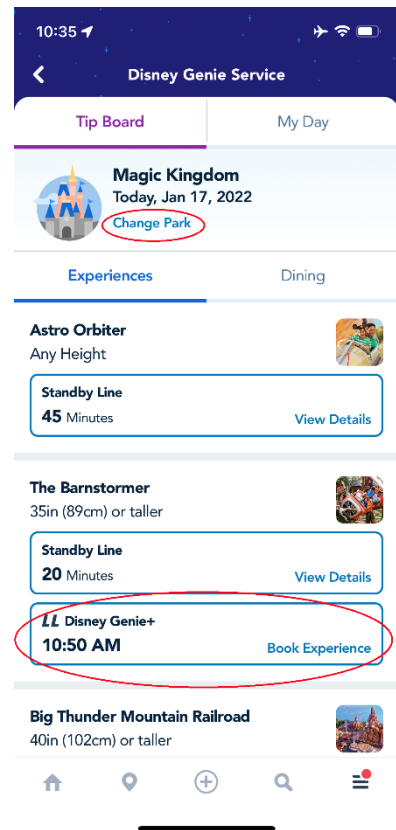 10:35
Disney Genie Service
Tip Board
My Day
Magic Kingdom
Today, Jan 17, 2022
Change Park
Experiences
Dining
Astro Orbiter
Any Height
Standby Line
45 Minutes
View Details
The Barnstormer
35in (89cm) or taller
Standby Line
20 Minutes
View Details
LL Disney Genie+
10:50 AM
Book Experience
Big Thunder Mountain Railroad
40in (102cm) or taller